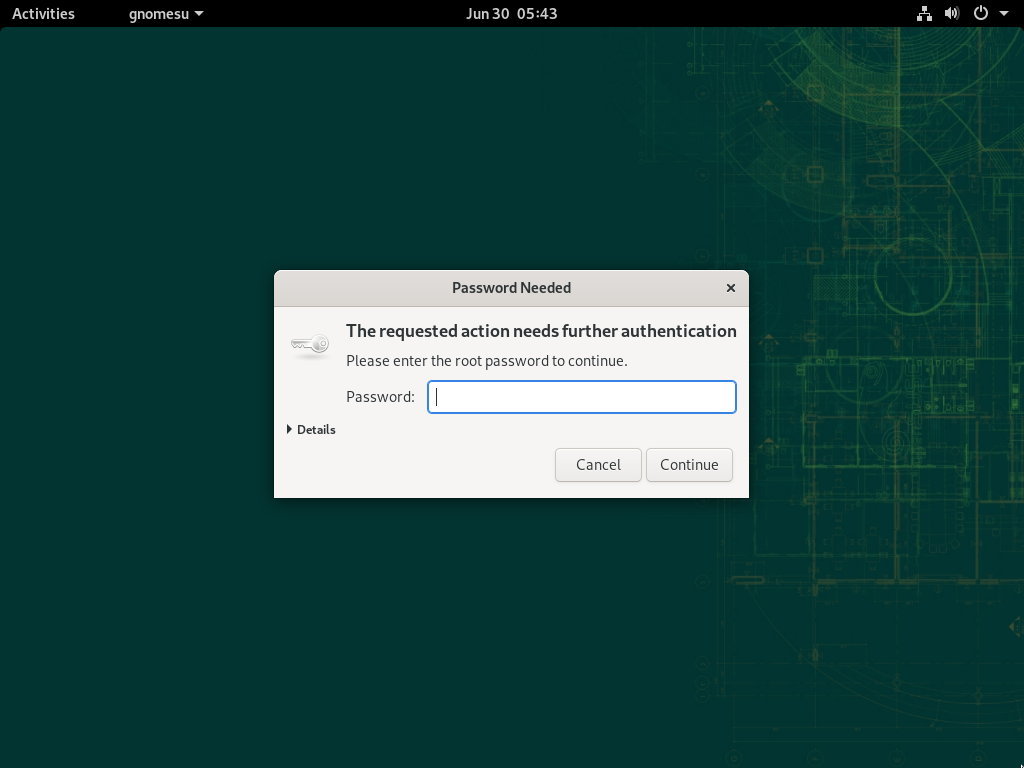 Activities gnomesu Jun 30 05:43
Password Needed
The requested action needs further authentication
Please enter the root password to continue.
Password:
Details
Cancel Continue